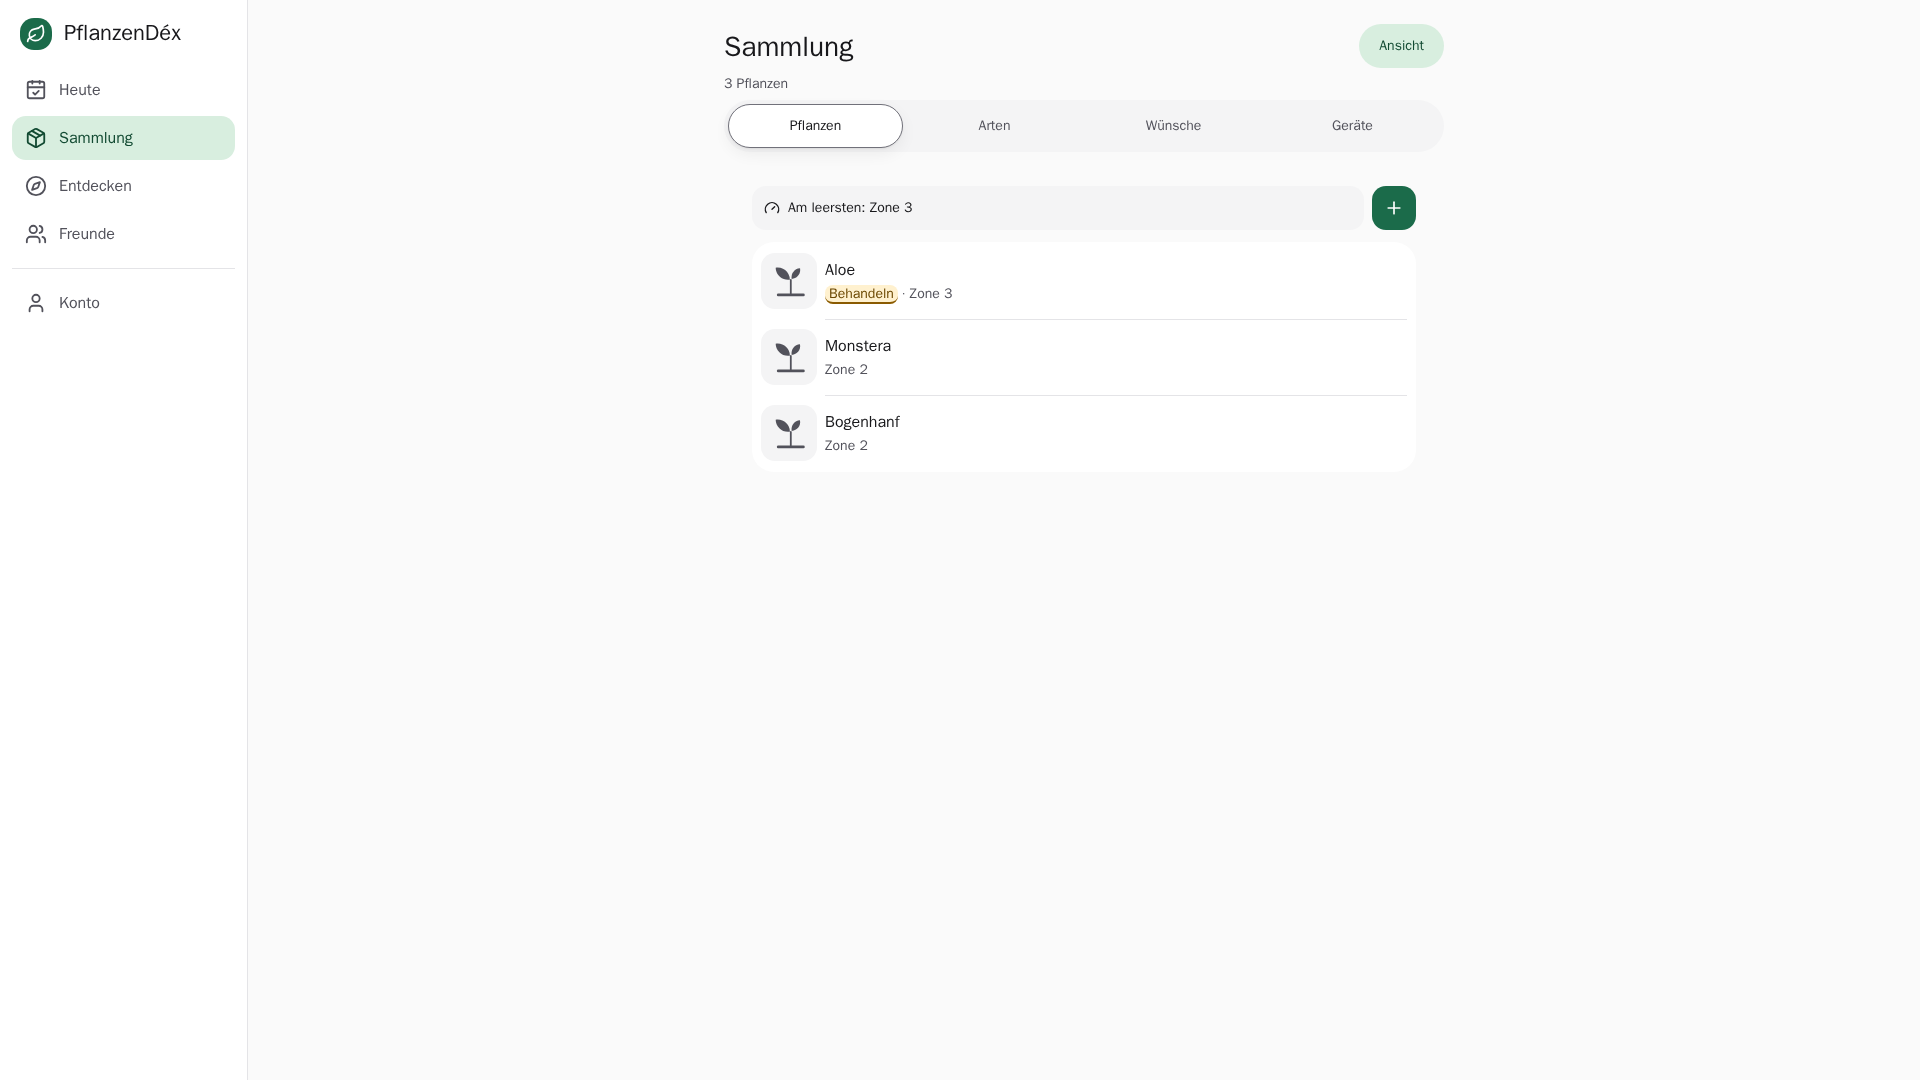 PflanzenDéx
Heute
Sammlung
Entdecken
Freunde
Konto
Sammlung
Ansicht
3 Pflanzen
Pflanzen
Arten
Wünsche
Geräte
Am leersten: Zone 3
Aloe
Behandeln · Zone 3
Monstera
Zone 2
Bogenhanf
Zone 2